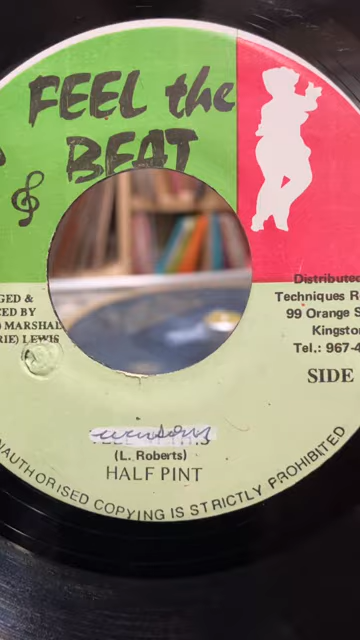 FEEL the
BEAT
GED &
CED BY
) MARSHAL
RIE) LEWIS
Distributed
Techniques R
99 Orange S
Kingston
Tel.: 967-4
SIDE
(L. Roberts)
HALF PINT
NAUTHORISED COPYING IS STRICTLY PROHIBITED